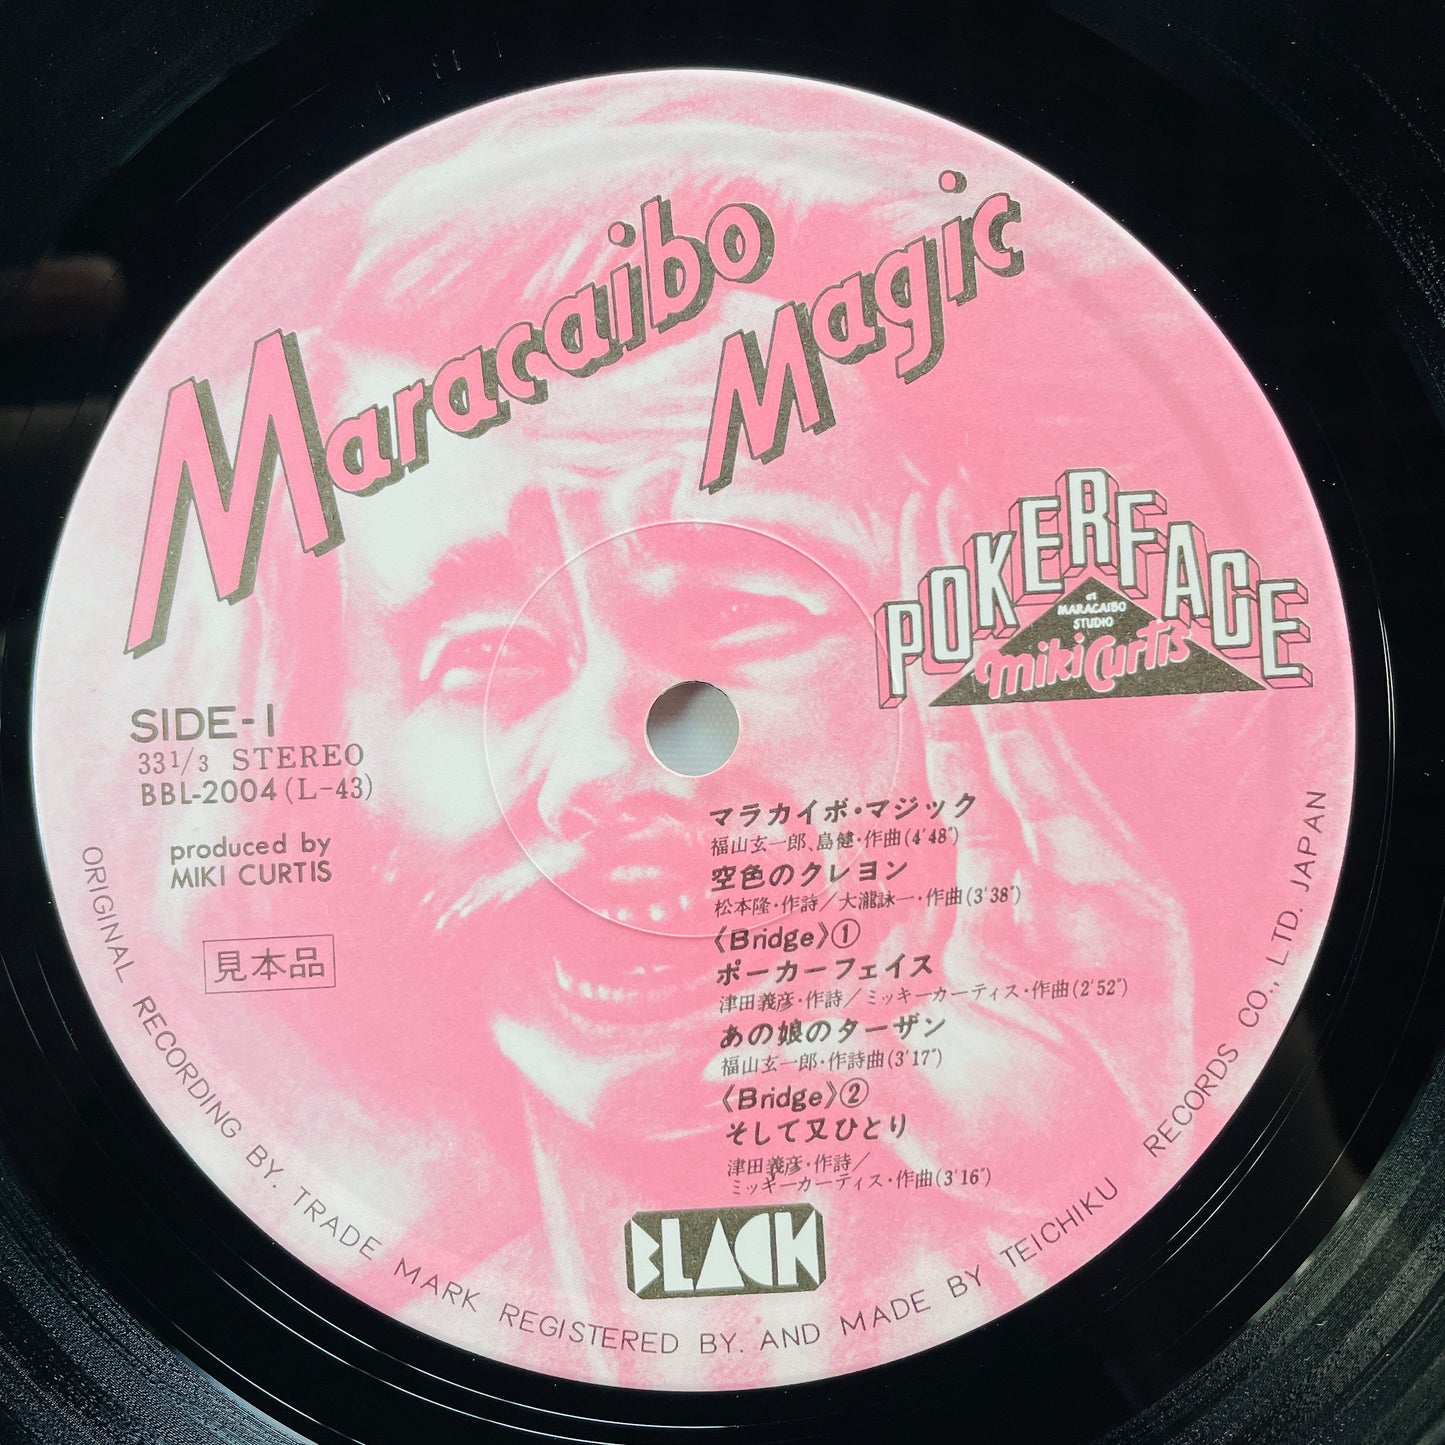 Maracaibo
Magic
POKERFACE
at
MARACAIBO
STUDIO
Miki Curtis
SIDE-1
33 1/3 STEREO
BBL-2004 (L-43)
produced by
MIKI CURTIS
見本品
マラカイボ・マジック
福山玄一郎、島健・作曲(4'48")
空色のクレヨン
松本隆・作詩/大瀧詠一・作曲(3'38")
《Bridge》①
ポーカーフェイス
津田義彦・作詩/ミッキーカーティス・作曲(2'52")
あの娘のターザン
福山玄一郎・作詩曲(3'17")
《Bridge》②
そして又ひとり
津田義彦・作詩/
ミッキーカーティス・作曲(3'16")
BLACK
ORIGINAL RECORDING BY. TRADE MARK REGISTERED BY. AND MADE BY TEICHIKU RECORDS CO., LTD. JAPAN